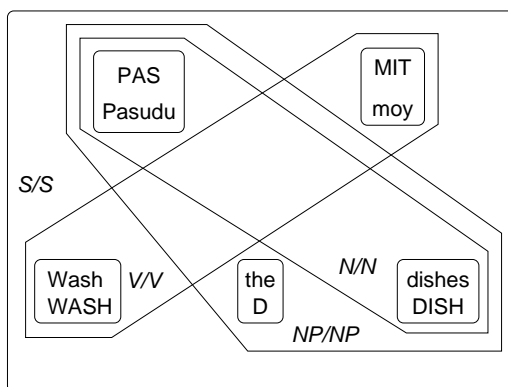 PAS
Pasudu
MIT
moy
S/S
Wash
WASH
V/V
the
D
N/N
dishes
DISH
NP/NP